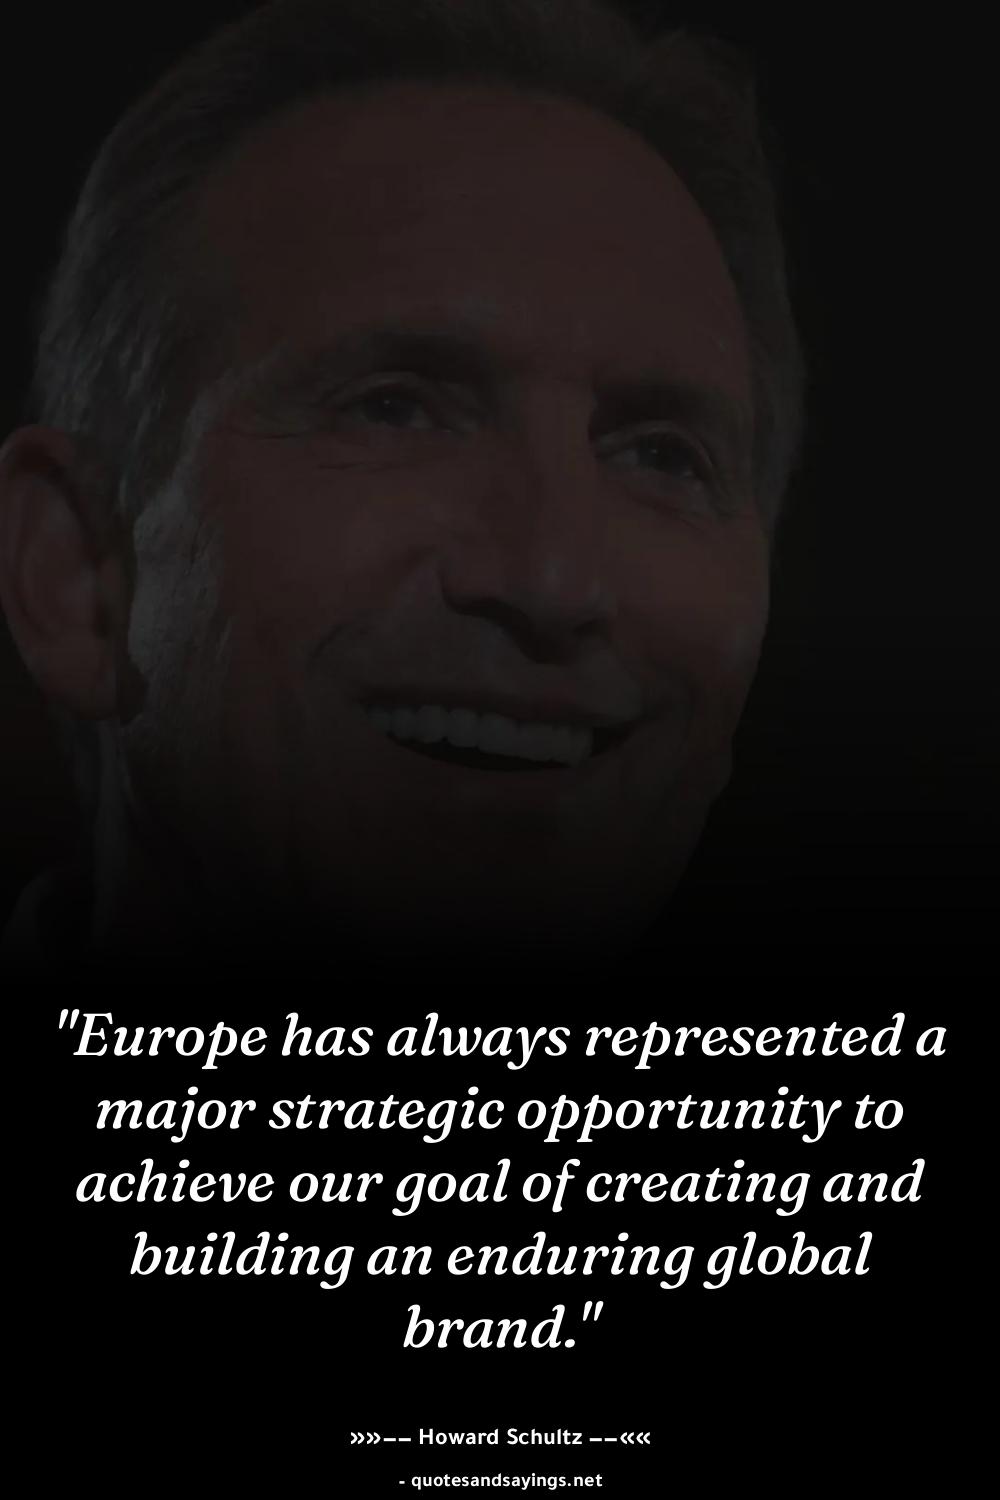 "Europe has always represented a
major strategic opportunity to
achieve our goal of creating and
building an enduring global
brand."
»»–– Howard Schultz ––««
- quotesandsayings.net